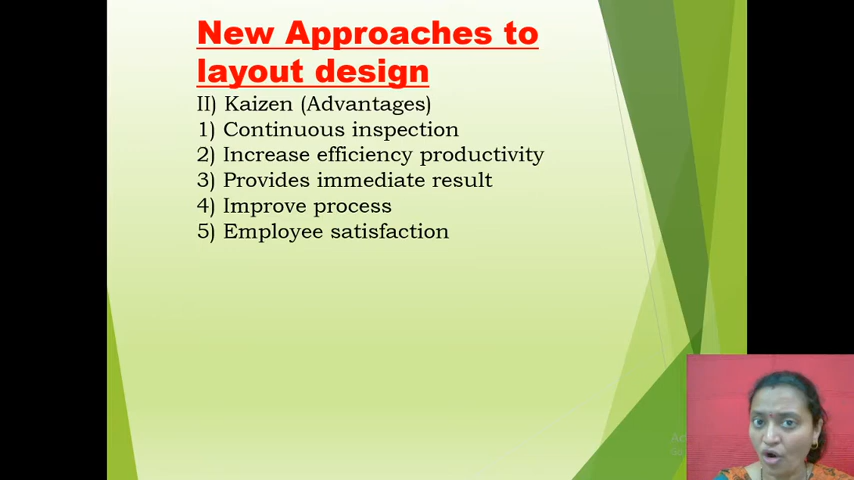 New Approaches to
layout design
II) Kaizen (Advantages)
1) Continuous inspection
2) Increase efficiency productivity
3) Provides immediate result
4) Improve process
5) Employee satisfaction